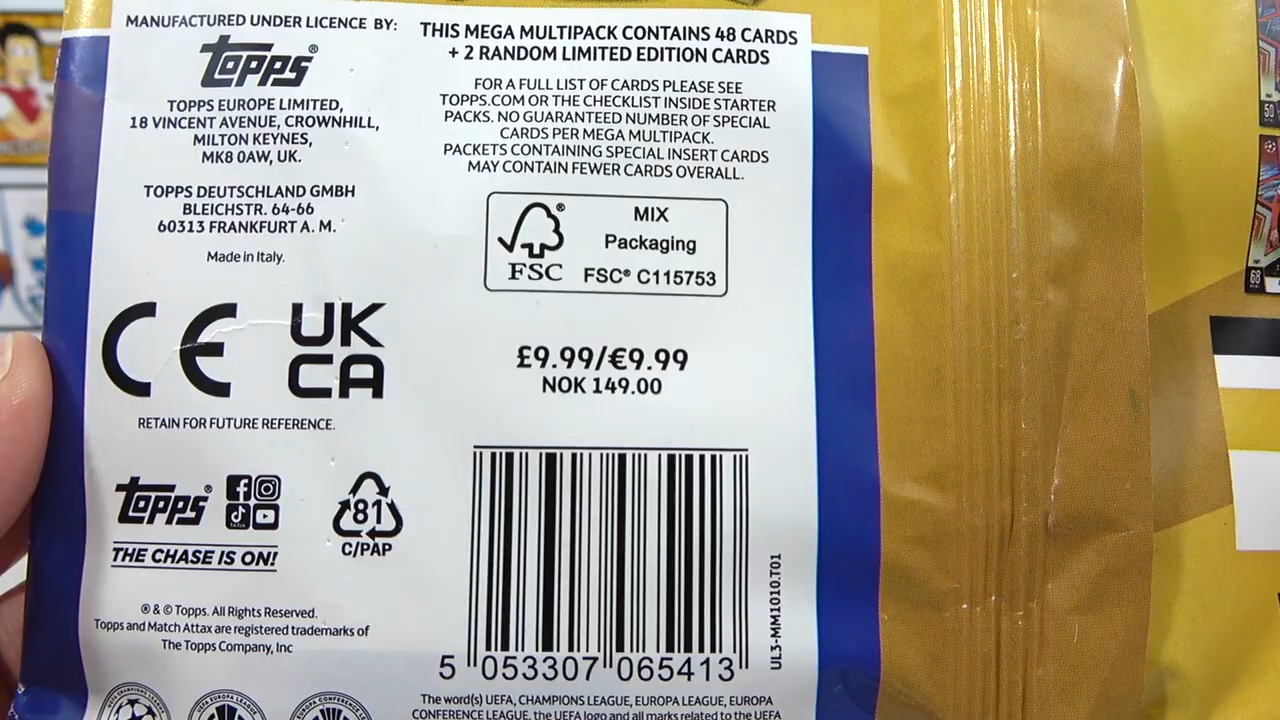 MANUFACTURED UNDER LICENCE BY:
Topps®
TOPPS EUROPE LIMITED,
18 VINCENT AVENUE, CROWNHILL,
MILTON KEYNES,
MK8 0AW, UK.
TOPPS DEUTSCHLAND GMBH
BLEICHSTR. 64-66
60313 FRANKFURT A. M.
Made in Italy.
CE
UK
CA
RETAIN FOR FUTURE REFERENCE.
Topps®
THE CHASE IS ON!
81
C/PAP
® & © Topps. All Rights Reserved.
Topps and Match Attax are registered trademarks of
The Topps Company, Inc
THIS MEGA MULTIPACK CONTAINS 48 CARDS
+ 2 RANDOM LIMITED EDITION CARDS
FOR A FULL LIST OF CARDS PLEASE SEE
TOPPS.COM OR THE CHECKLIST INSIDE STARTER
PACKS. NO GUARANTEED NUMBER OF SPECIAL
CARDS PER MEGA MULTIPACK.
PACKETS CONTAINING SPECIAL INSERT CARDS
MAY CONTAIN FEWER CARDS OVERALL.
®
FSC
MIX
Packaging
FSC® C115753
£9.99/€9.99
NOK 149.00
5 053307 065413
UL3-MM1010.T01
The word(s) UEFA, CHAMPIONS LEAGUE, EUROPA LEAGUE, EUROPA
CONFERENCE LEAGUE, the UEFA logo and all marks related to the UEFA
50
68